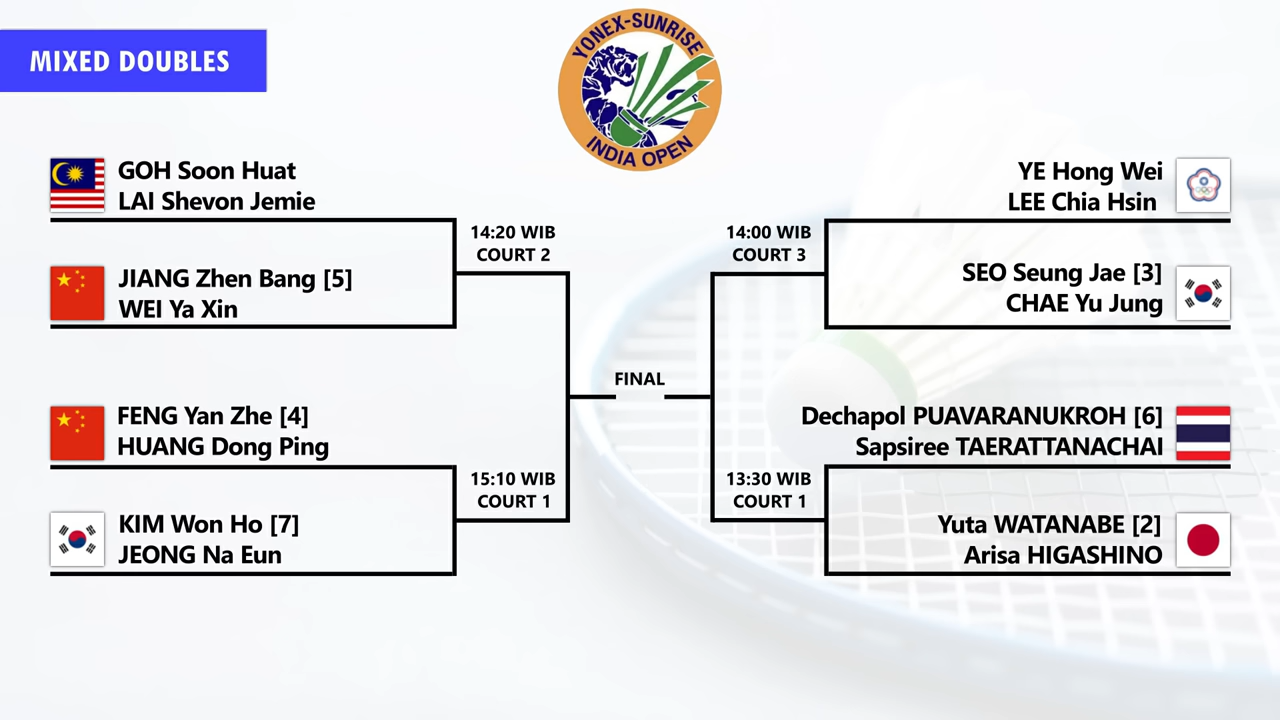 MIXED DOUBLES
YONEX-SUNRISE
INDIA OPEN
GOH Soon Huat
LAI Shevon Jemie
JIANG Zhen Bang [5]
WEI Ya Xin
14:20 WIB
COURT 2
FENG Yan Zhe [4]
HUANG Dong Ping
KIM Won Ho [7]
JEONG Na Eun
15:10 WIB
COURT 1
FINAL
YE Hong Wei
LEE Chia Hsin
SEO Seung Jae [3]
CHAE Yu Jung
14:00 WIB
COURT 3
Dechapol PUAVARANUKROH [6]
Sapsiree TAERATTANACHAI
Yuta WATANABE [2]
Arisa HIGASHINO
13:30 WIB
COURT 1